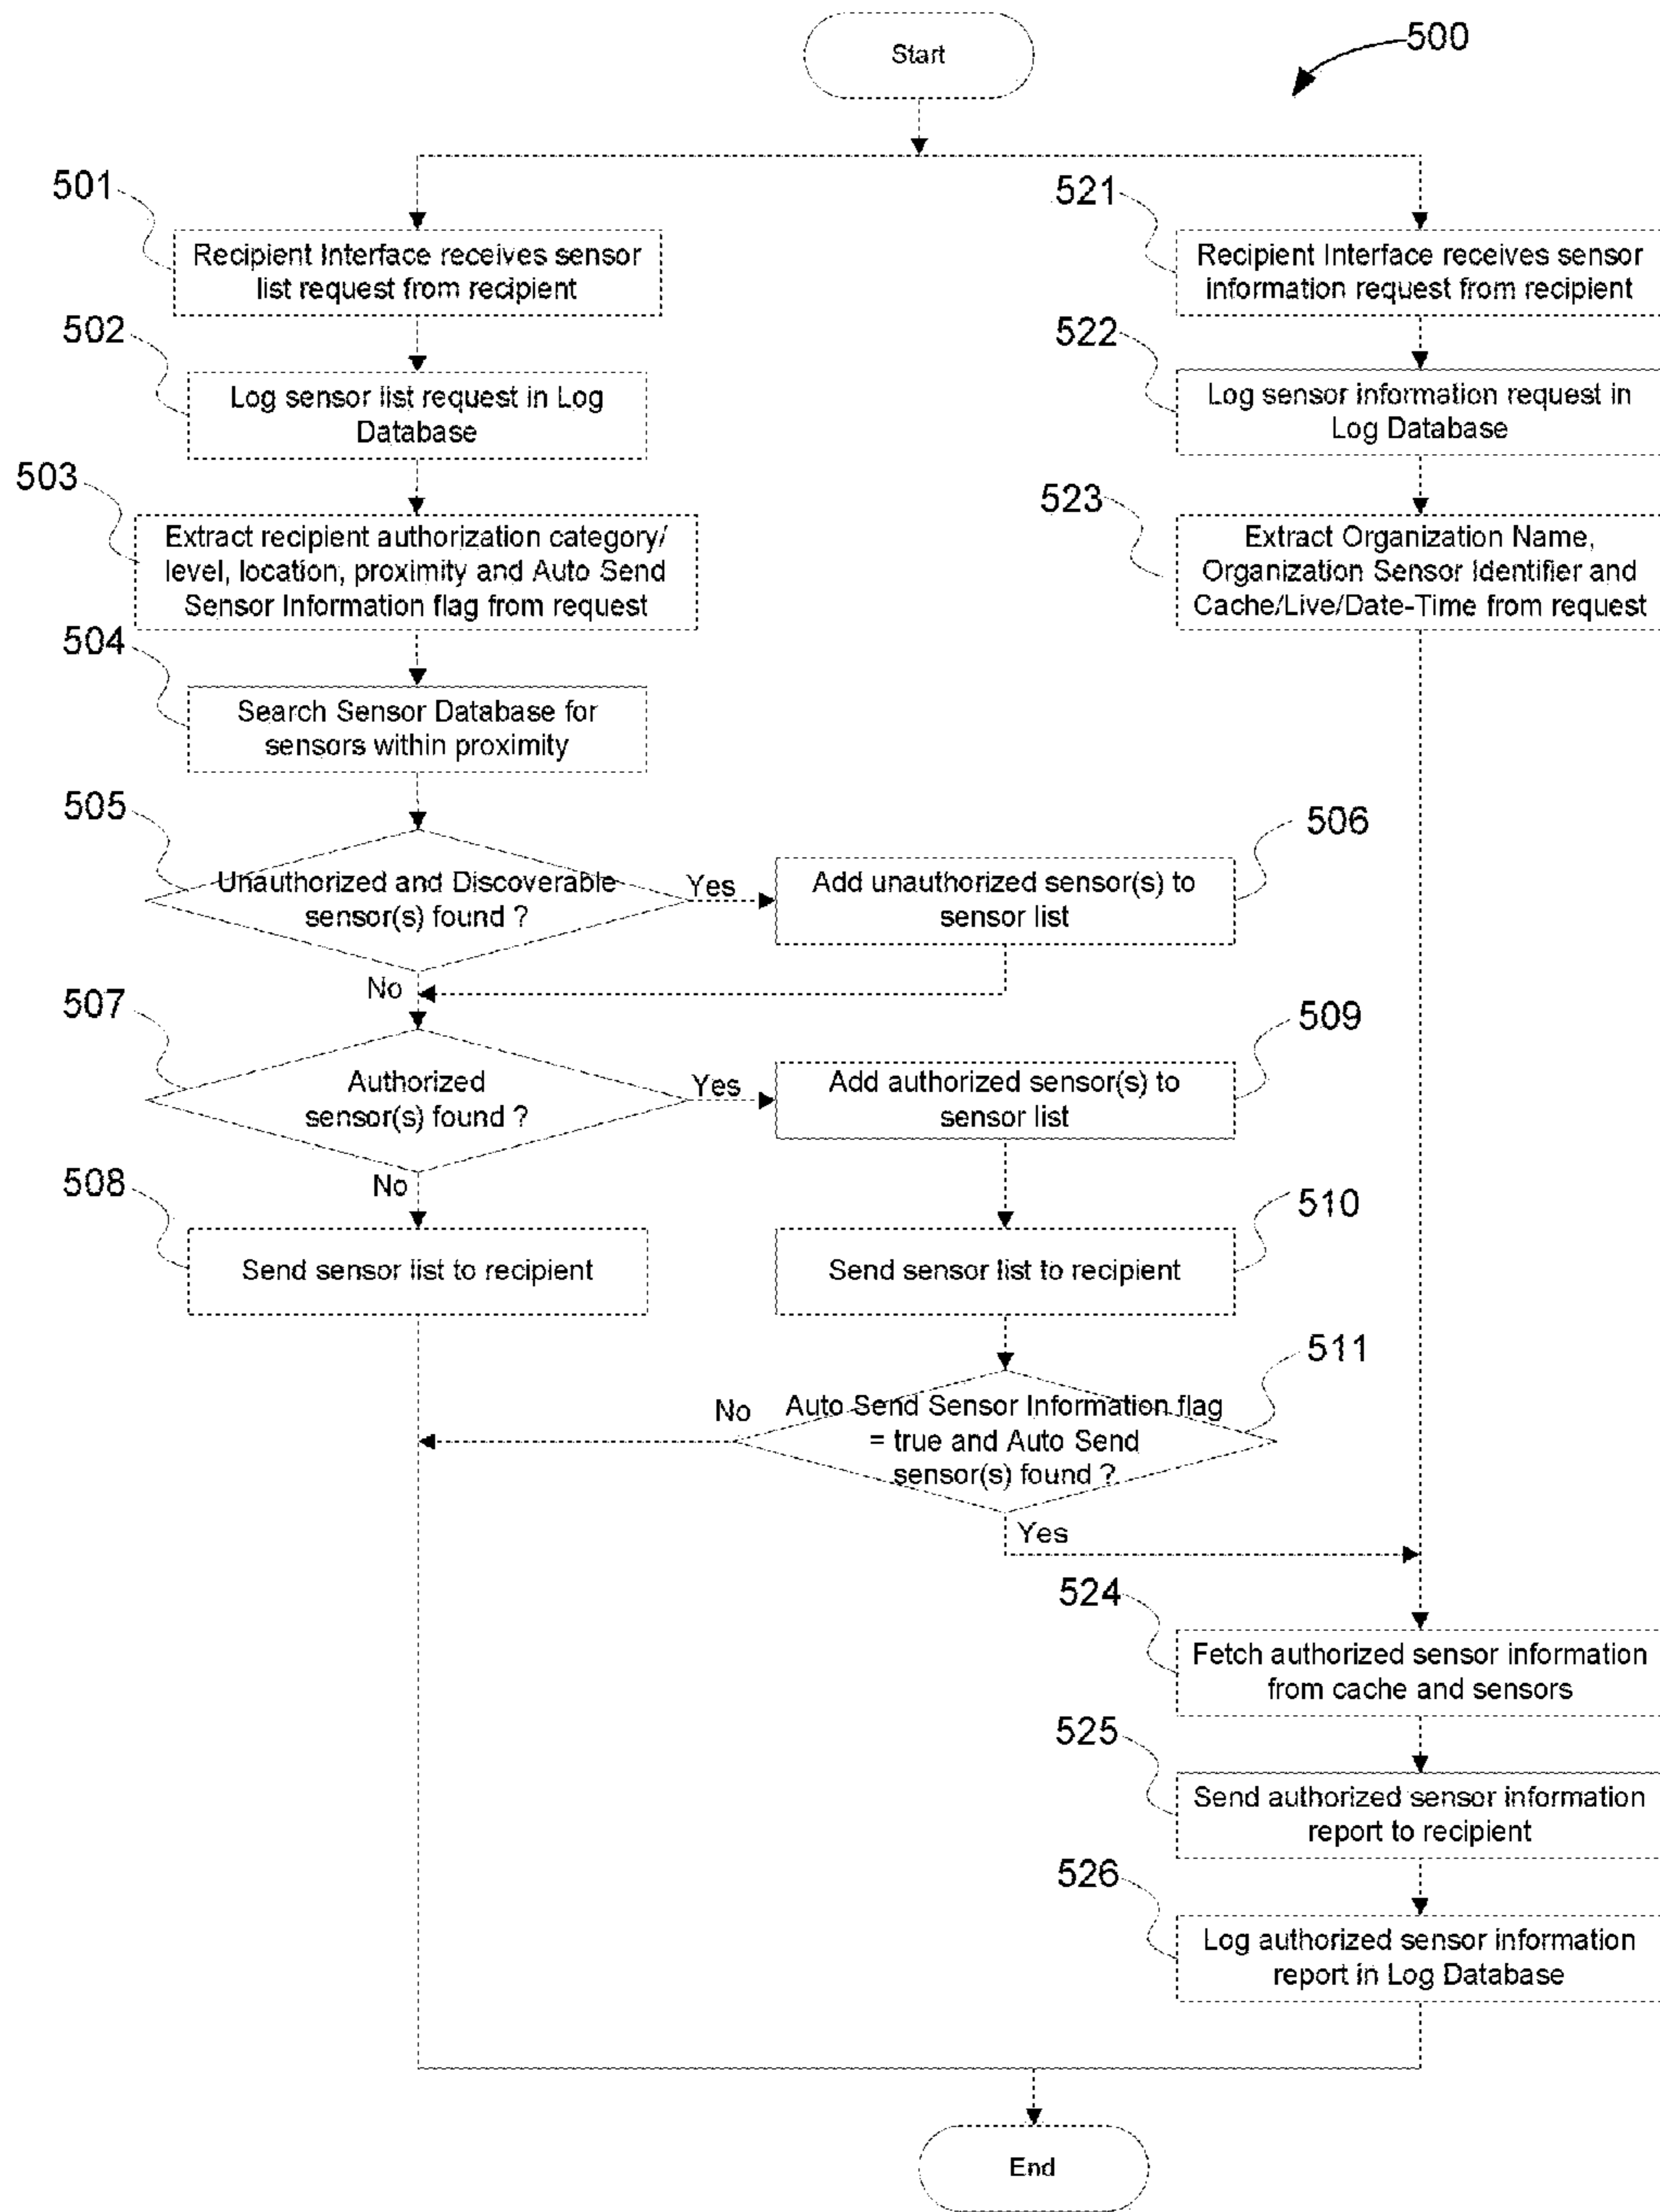 Start
500
501
Recipient Interface receives sensor
list request from recipient
521
Recipient Interface receives sensor
information request from recipient
502
Log sensor list request in Log
Database
522
Log sensor information request in
Log Database
503
Extract recipient authorization category/
level, location, proximity and Auto Send
Sensor Information flag from request
523
Extract Organization Name,
Organization Sensor Identifier and
Cache/Live/Date-Time from request
504
Search Sensor Database for
sensors within proximity
505
Unauthorized and Discoverable
sensor(s) found ?
Yes
506
Add unauthorized sensor(s) to
sensor list
No
507
Authorized
sensor(s) found ?
Yes
509
Add authorized sensor(s) to
sensor list
No
508
Send sensor list to recipient
510
Send sensor list to recipient
511
No
Auto Send Sensor Information flag
= true and Auto Send
sensor(s) found ?
Yes
524
Fetch authorized sensor information
from cache and sensors
525
Send authorized sensor information
report to recipient
526
Log authorized sensor information
report in Log Database
End